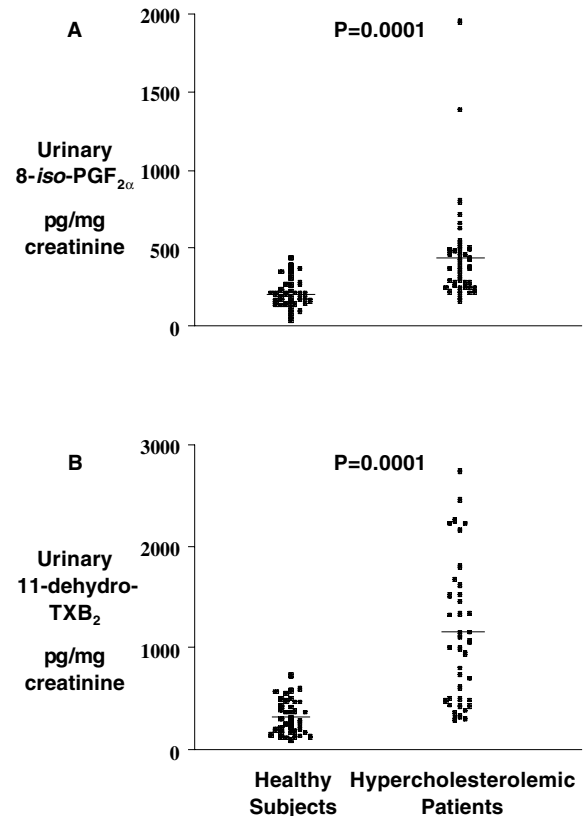 A
P=0.0001
2000
1500
1000
500
0
Urinary
8-iso-PGF2α
pg/mg
creatinine
B
P=0.0001
3000
2000
1000
0
Urinary
11-dehydro-
TXB2
pg/mg
creatinine
Healthy
Subjects
Hypercholesterolemic
Patients